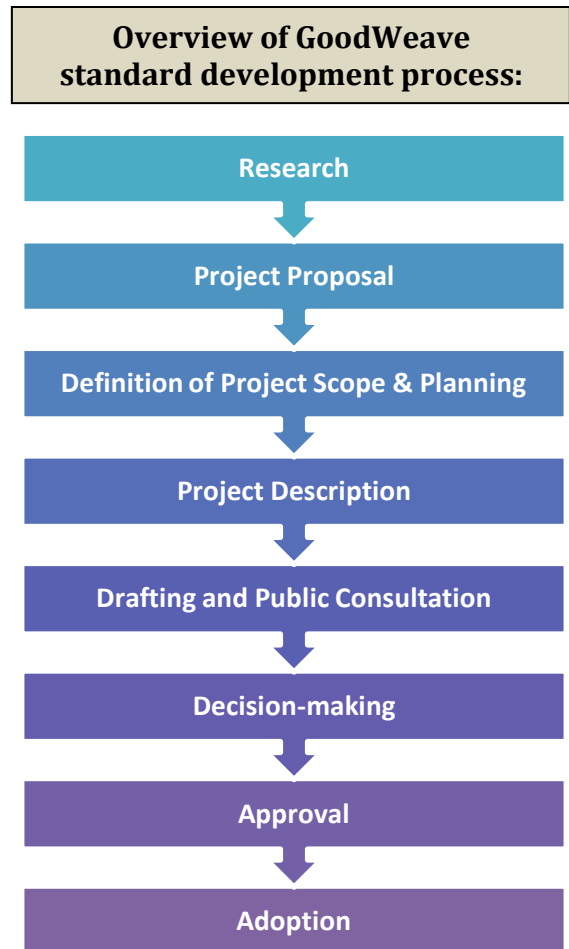 Overview of GoodWeave
standard development process:
Research
Project Proposal
Definition of Project Scope & Planning
Project Description
Drafting and Public Consultation
Decision-making
Approval
Adoption